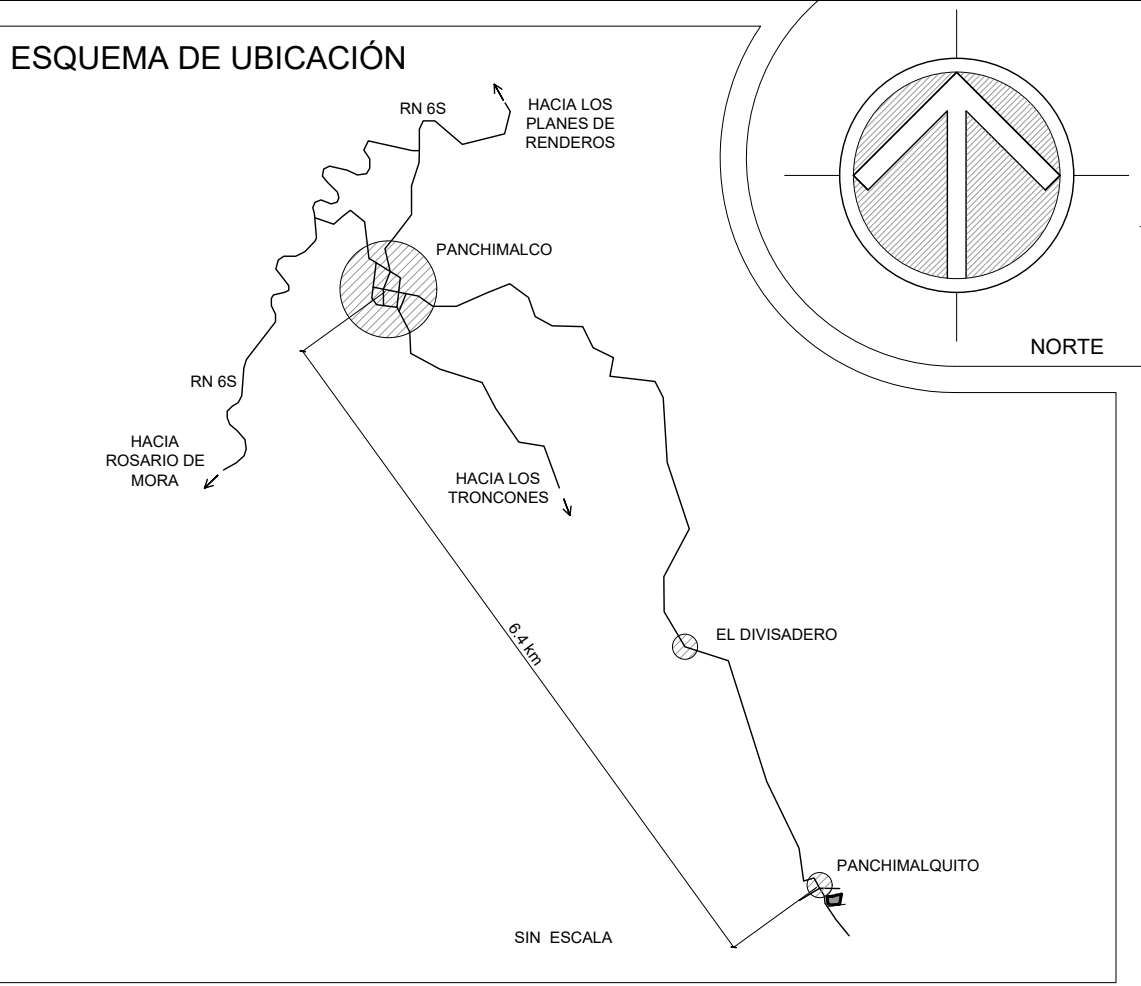 ESQUEMA DE UBICACIÓN
RN 6S
HACIA LOS
PLANES DE
RENDEROS
PANCHIMALCO
NORTE
RN 6S
HACIA
ROSARIO DE
MORA
HACIA LOS
TRONCONES
6.4 km
EL DIVISADERO
PANCHIMALQUITO
SIN ESCALA